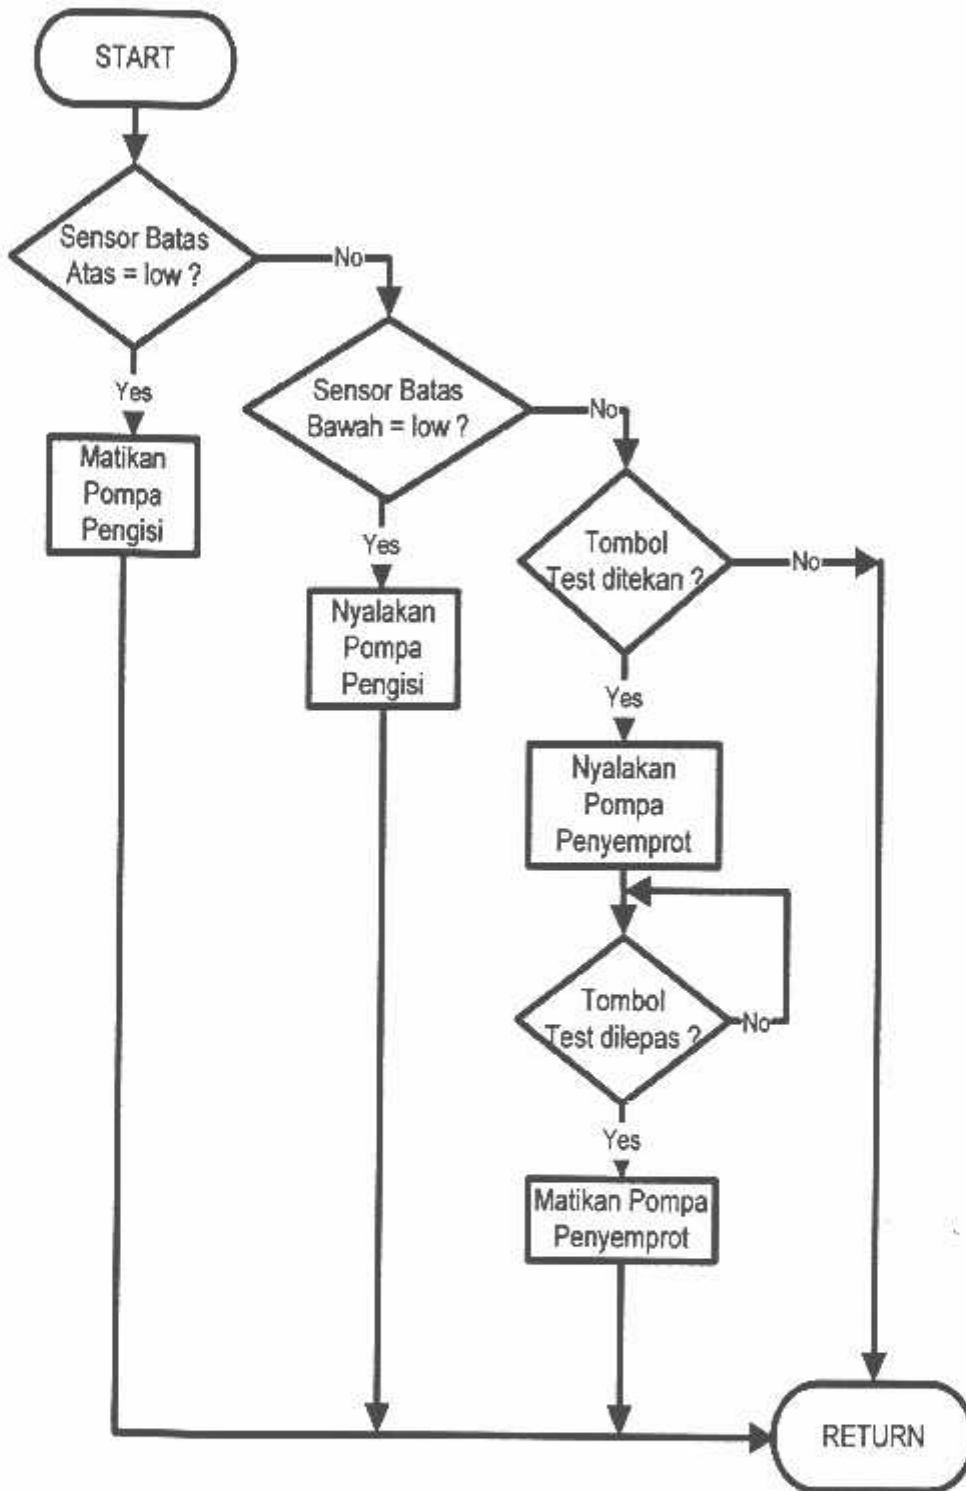 START
Sensor Batas
Atas = low ?
No
Yes
Sensor Batas
Bawah = low ?
No
Matikan
Pompa
Pengisi
Yes
Tombol
Test ditekan ?
No
Nyalakan
Pompa
Pengisi
Yes
Nyalakan
Pompa
Penyemprot
Tombol
Test dilepas ?
No
Yes
Matikan Pompa
Penyemprot
RETURN